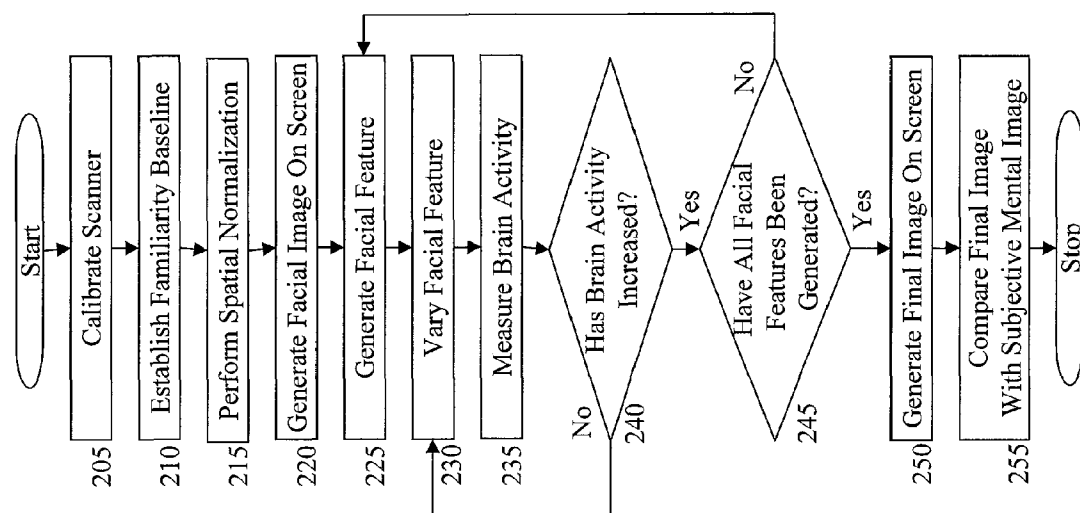 Start
Calibrate Scanner
205
Establish Familiarity Baseline
210
Perform Spatial Normalization
215
Generate Facial Image On Screen
220
Generate Facial Feature
225
Vary Facial Feature
230
Measure Brain Activity
235
Has Brain Activity
Increased?
No
240
Yes
Have All Facial
Features Been
Generated?
No
245
Yes
Generate Final Image On Screen
250
Compare Final Image
With Subjective Mental Image
255
Stop